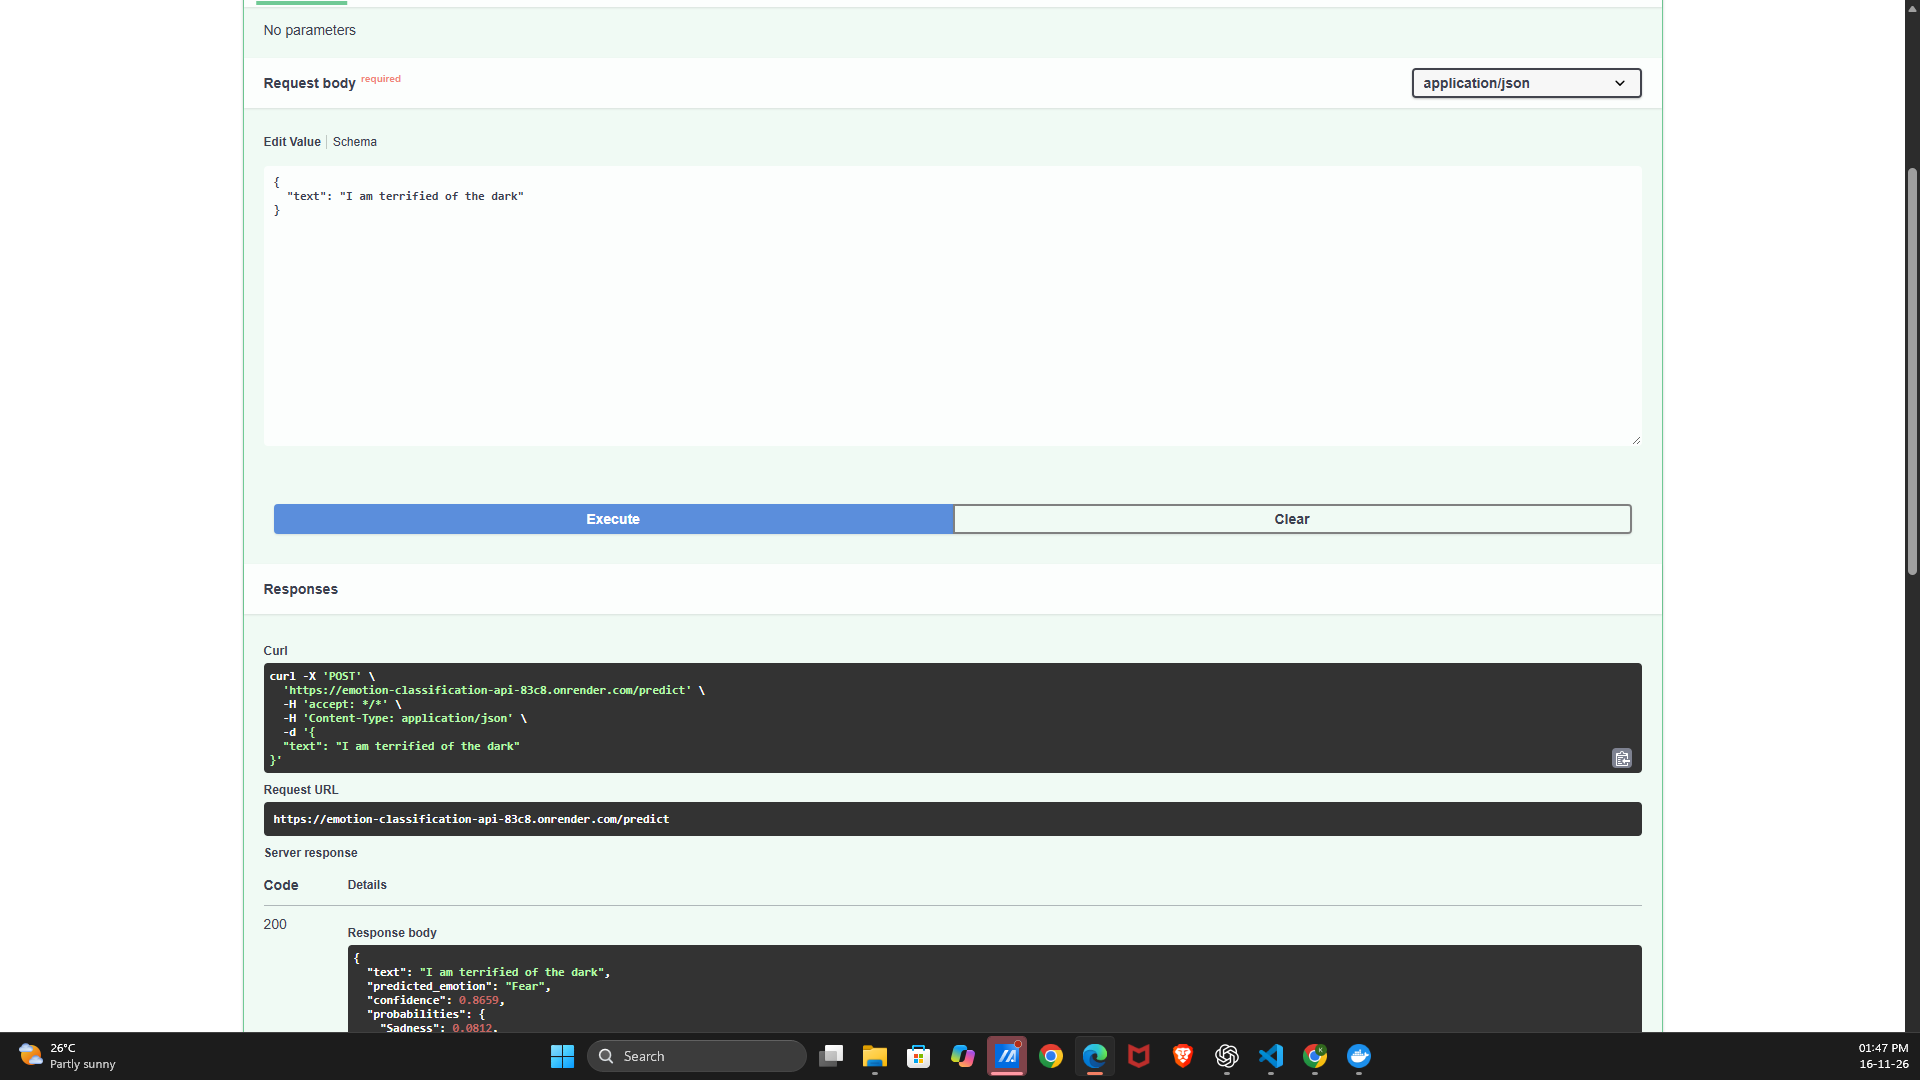 No parameters
Request body required
application/json
Edit Value Schema
{
"text": "I am terrified of the dark"
}
Execute
Clear
Responses
Curl
curl -X 'POST' \
'https://emotion-classification-api-83c8.onrender.com/predict' \
-H 'accept: */*' \
-H 'Content-Type: application/json' \
-d '{
"text": "I am terrified of the dark"
}'
Request URL
https://emotion-classification-api-83c8.onrender.com/predict
Server response
Code Details
200
Response body
{
"text": "I am terrified of the dark",
"predicted_emotion": "Fear",
"confidence": 0.8659,
"probabilities": {
"Sadness": 0.0812,
26°C
Partly sunny
Search
01:47 PM
16-11-26